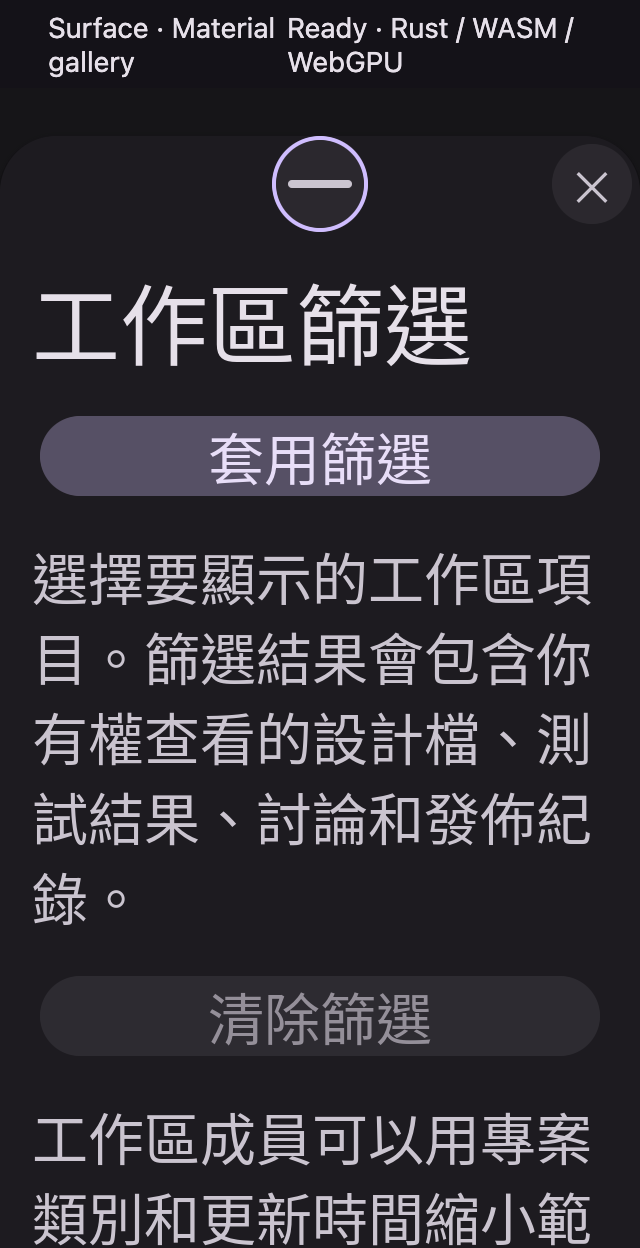 Surface · Material gallery
Ready · Rust / WASM / WebGPU
工作區篩選
套用篩選
選擇要顯示的工作區項
目。篩選結果會包含你
有權查看的設計檔、測
試結果、討論和發佈紀
錄。
清除篩選
工作區成員可以用專案
類別和更新時間縮小範